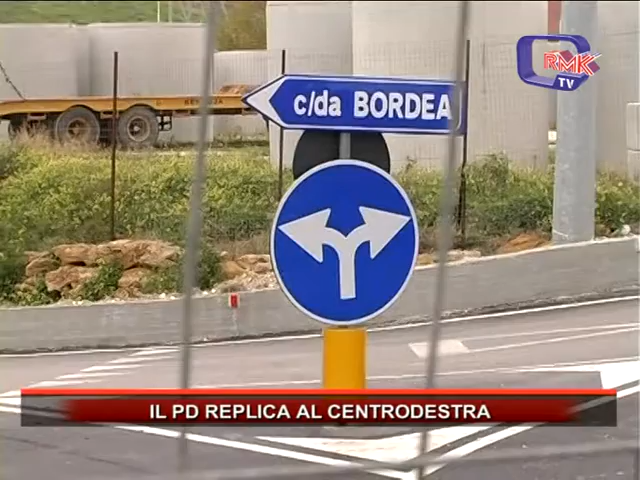 RMK
TV
c/da BORDEA
IL PD REPLICA AL CENTRODESTRA